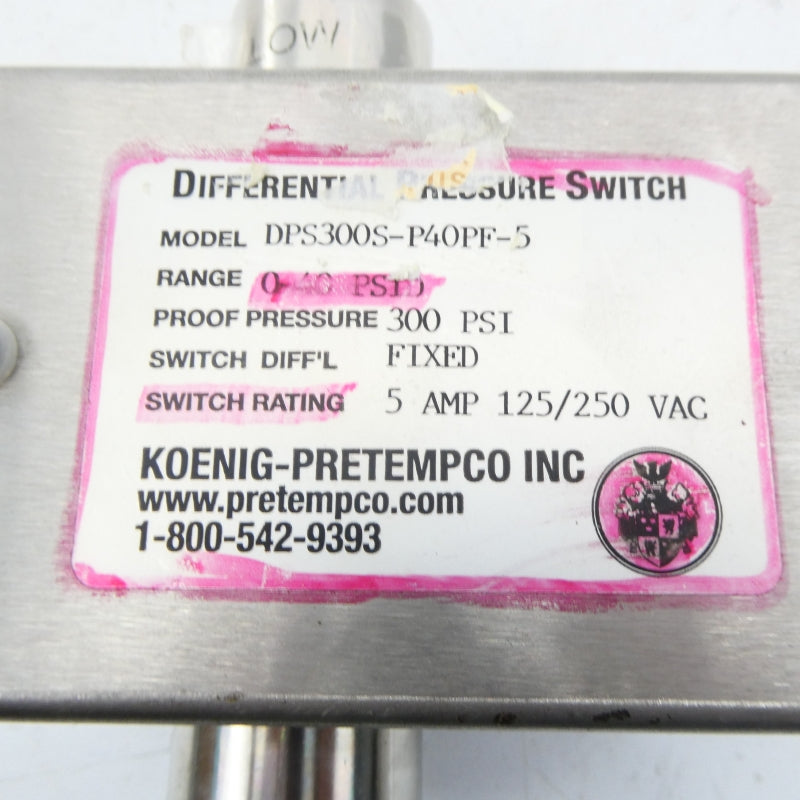 LOW
DIFFERENTIAL PRESSURE SWITCH
MODEL DPS300S-P40PF-5
RANGE 0-40 PSID
PROOF PRESSURE 300 PSI
SWITCH DIFF'L FIXED
SWITCH RATING 5 AMP 125/250 VAC
KOENIG-PRETEMPCO INC
www.pretempco.com
1-800-542-9393